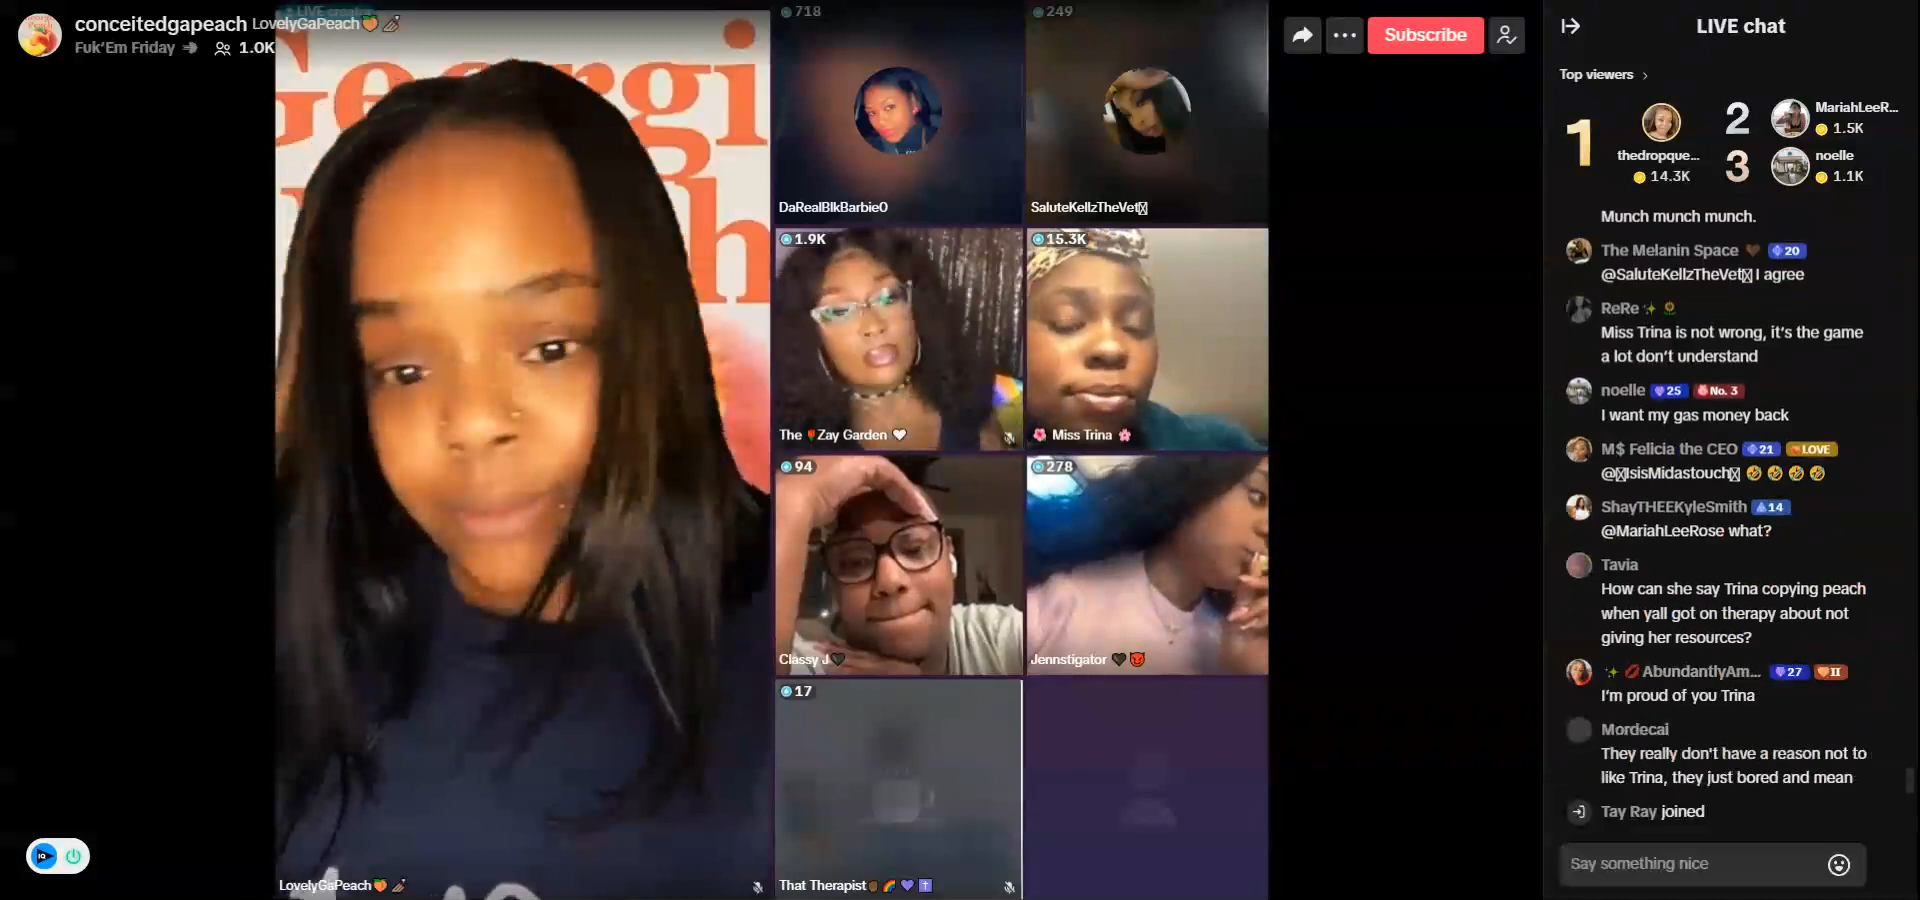 conceitedgapeach LovelyGaPeach🍑💅🏾
Fuk'Em Friday 1.0K
LIVE creator
Georgi
h
LovelyGaPeach🍑💅🏾
718
DaRealBlkBarbie0
249
SaluteKellzTheVet
1.9K
The 🌹Zay Garden 🤍
15.3K
🌸 Miss Trina 🌸
94
Classy J🖤
278
Jennstigator 🖤😈
17
That Therapist🌈💜✝️
Subscribe
LIVE chat
Top viewers >
1
thedropque...
14.3K
2
MariahLeeR...
1.5K
3
noelle
1.1K
Munch munch munch.
The Melanin Space 🤎 20
@SaluteKellzTheVet I agree
ReRe✨🌻
Miss Trina is not wrong, it's the game
a lot don't understand
noelle 25 No. 3
I want my gas money back
M$ Felicia the CEO 21 LOVE
@IsisMidastouch 🤣🤣🤣🤣
ShayTHEEKyleSmith 14
@MariahLeeRose what?
Tavia
How can she say Trina copying peach
when yall got on therapy about not
giving her resources?
✨💋AbundantlyAm... 27 II
I'm proud of you Trina
Mordecai
They really don't have a reason not to
like Trina, they just bored and mean
Tay Ray joined
Say something nice